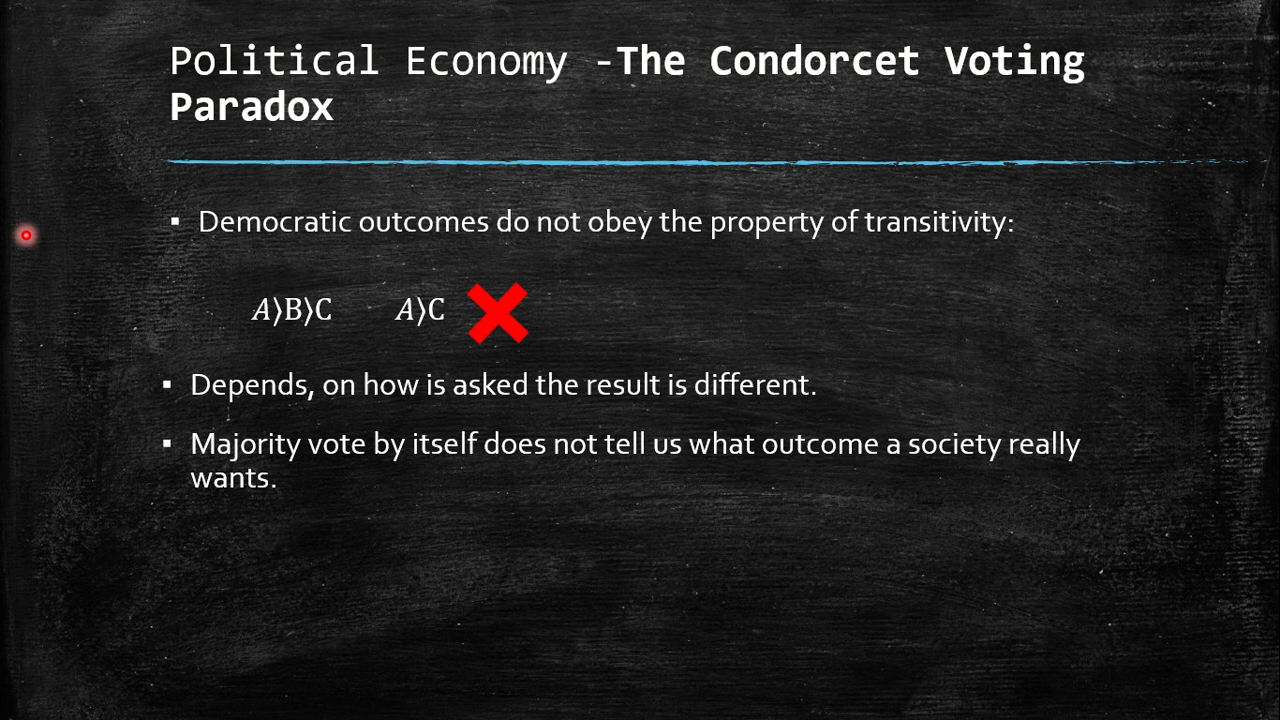 Political Economy -The Condorcet Voting
Paradox
▪ Democratic outcomes do not obey the property of transitivity:
A⟩B⟩C A⟩C
▪ Depends, on how is asked the result is different.
▪ Majority vote by itself does not tell us what outcome a society really
wants.